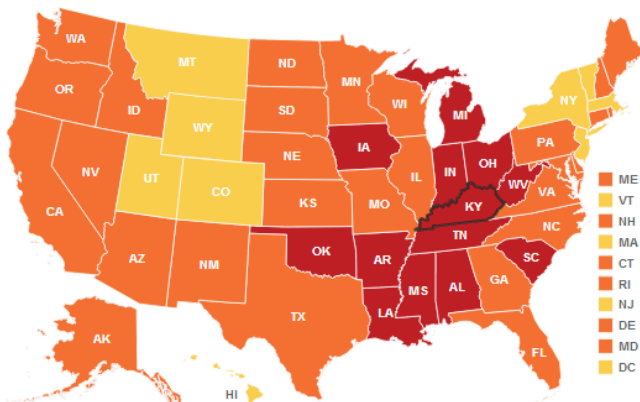 WA
MT
ND
MN
OR
ID
SD
WI
MI
NY
WY
IA
NE
PA
NV
UT
CO
IL
IN
OH
WV
VA
CA
KS
MO
KY
NC
AZ
NM
OK
AR
TN
SC
TX
LA
MS
AL
GA
AK
HI
FL
ME
VT
NH
MA
CT
RI
NJ
DE
MD
DC